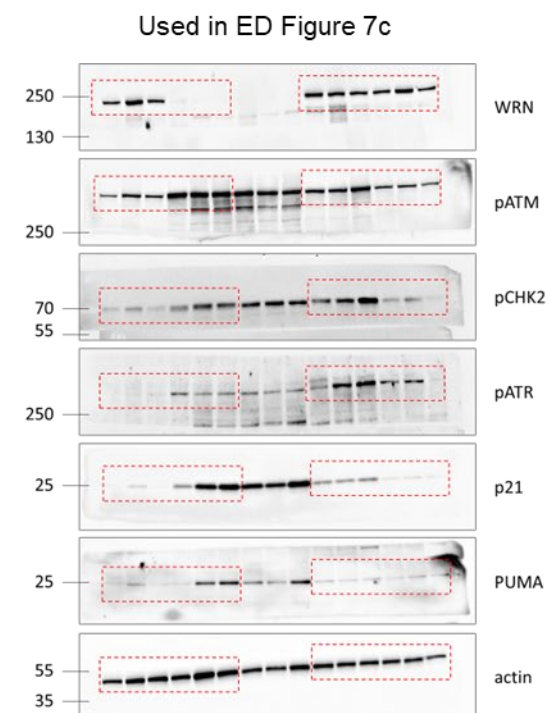 Used in ED Figure 7c
250
WRN
130
pATM
250
pCHK2
70
55
pATR
250
25
p21
25
PUMA
55
actin
35